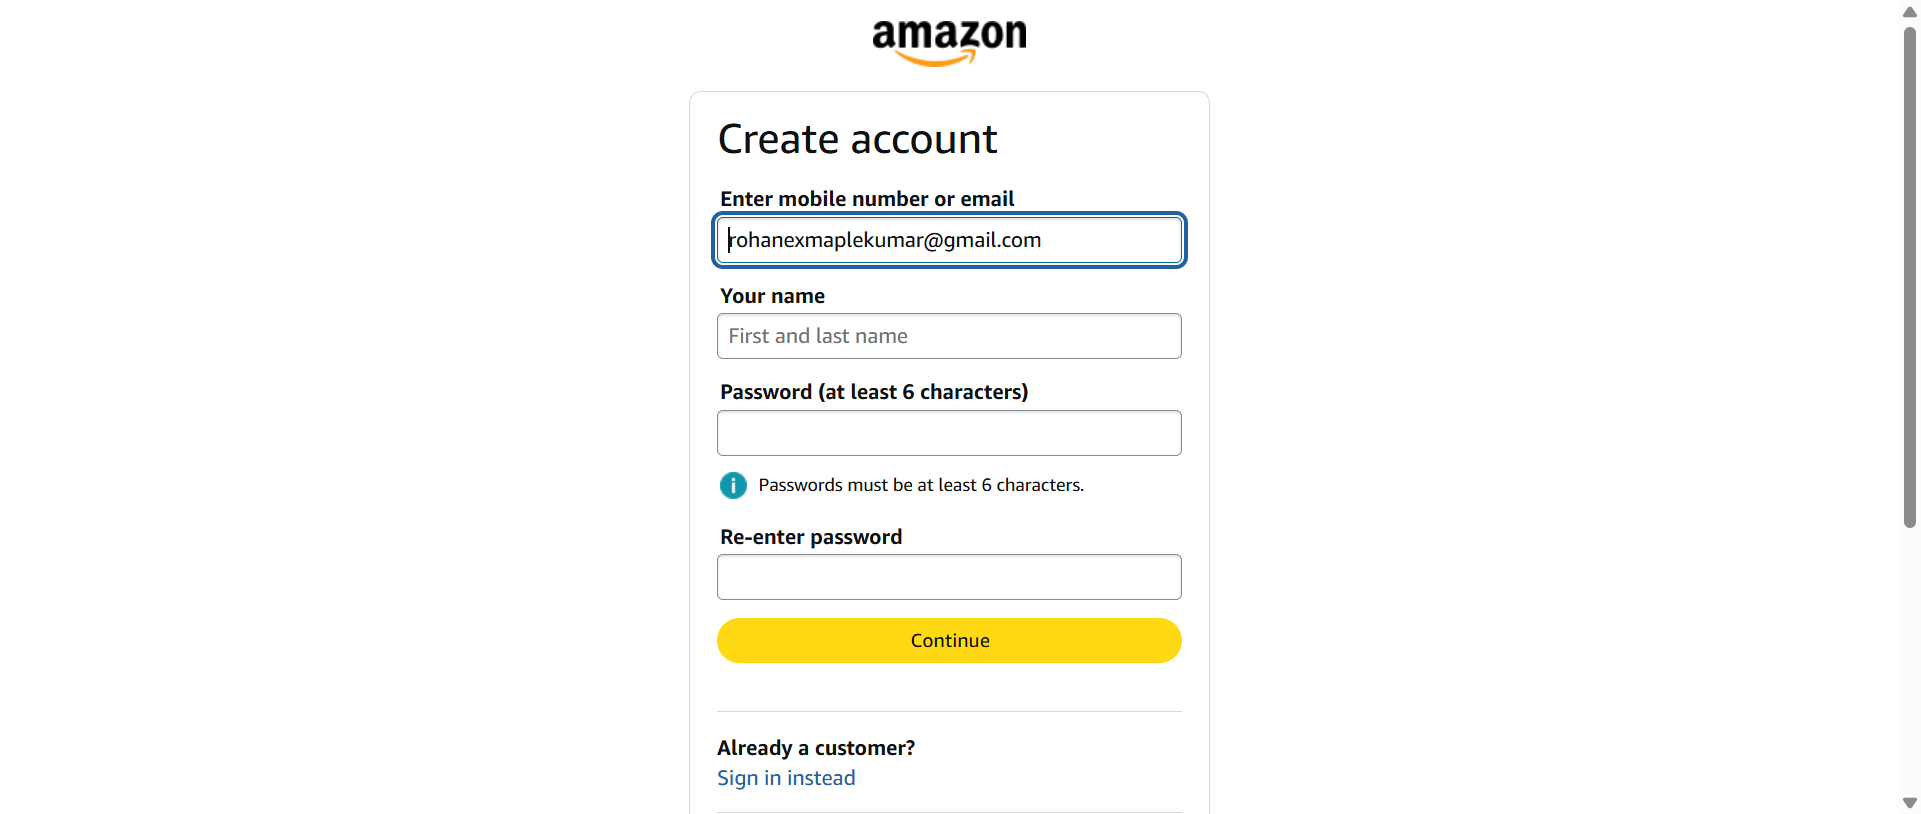 amazon
Create account
Enter mobile number or email
rohanexmaplekumar@gmail.com
Your name
First and last name
Password (at least 6 characters)
i Passwords must be at least 6 characters.
Re-enter password
Continue
Already a customer?
Sign in instead